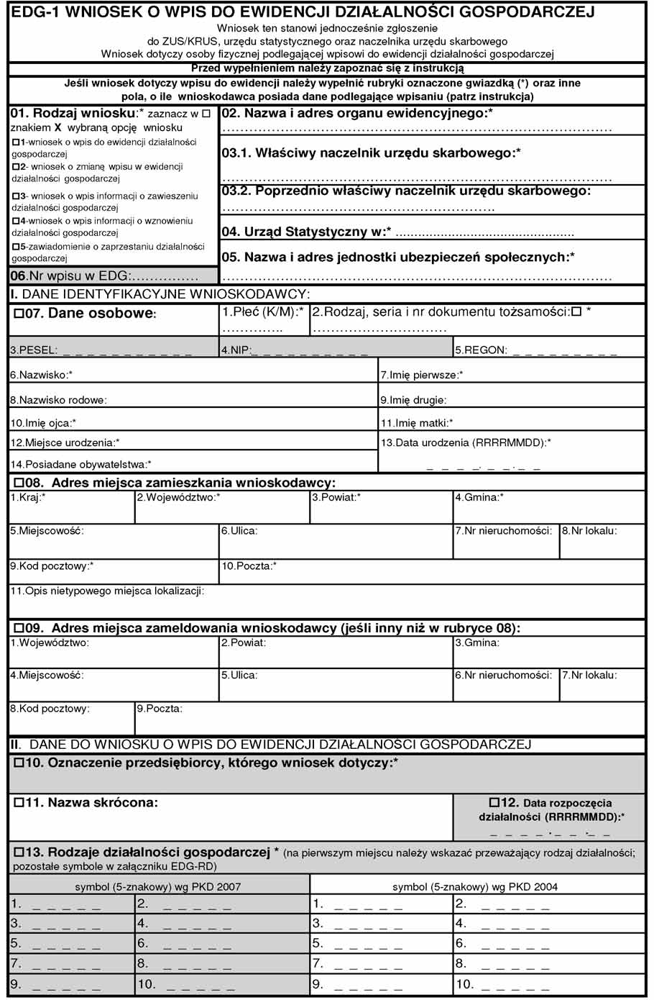 EDG-1 WNIOSEK O WPIS DO EWIDENCJI DZIAŁALNOŚCI GOSPODARCZEJ
Wniosek ten stanowi jednocześnie zgłoszenie
do ZUS/KRUS, urzędu statystycznego oraz naczelnika urzędu skarbowego
Wniosek dotyczy osoby fizycznej podlegającej wpisowi do ewidencji działalności gospodarczej
Przed wypełnieniem należy zapoznać się z instrukcją
Jeśli wniosek dotyczy wpisu do ewidencji należy wypełnić rubryki oznaczone gwiazdką (*) oraz inne
pola, o ile wnioskodawca posiada dane podlegające wpisaniu (patrz instrukcja)
01. Rodzaj wniosku:* zaznacz w ☐
znakiem X wybraną opcję wniosku
☐1-wniosek o wpis do ewidencji działalności
gospodarczej
☐2- wniosek o zmianę wpisu w ewidencji
działalności gospodarczej
☐3- wniosek o wpis informacji o zawieszeniu
działalności gospodarczej
☐4-wniosek o wpis informacji o wznowieniu
działalności gospodarczej
☐5-zawiadomienie o zaprzestaniu działalności
gospodarczej
06.Nr wpisu w EDG:……………
02. Nazwa i adres organu ewidencyjnego:*
…………………………………………………………………………………
03.1. Właściwy naczelnik urzędu skarbowego:*
…………………………………………………………………………………
03.2. Poprzednio właściwy naczelnik urzędu skarbowego:
……………………………………………………….
04. Urząd Statystyczny w:* ................................................
05. Nazwa i adres jednostki ubezpieczeń społecznych:*
…………………………………………………………………………………
I. DANE IDENTYFIKACYJNE WNIOSKODAWCY:
☐07. Dane osobowe: 1.Płeć (K/M):* 2.Rodzaj, seria i nr dokumentu tożsamości:☐ *
………….. ………………………….
3.PESEL: _ _ _ _ _ _ _ _ _ _ _ 4.NIP:_ _ _ _ _ _ _ _ _ _ 5.REGON: _ _ _ _ _ _ _ _ _
6.Nazwisko:* 7.Imię pierwsze:*
8.Nazwisko rodowe: 9.Imię drugie:
10.Imię ojca:* 11.Imię matki:*
12.Miejsce urodzenia:* 13.Data urodzenia (RRRRMMDD):*
14.Posiadane obywatelstwa:* _ _ _ _. _ _. _ _
☐08. Adres miejsca zamieszkania wnioskodawcy:
1.Kraj:* 2.Województwo:* 3.Powiat:* 4.Gmina:*
5.Miejscowość: 6.Ulica: 7.Nr nieruchomości: 8.Nr lokalu:
9.Kod pocztowy:* 10.Poczta:*
11.Opis nietypowego miejsca lokalizacji:
☐09. Adres miejsca zameldowania wnioskodawcy (jeśli inny niż w rubryce 08):
1.Województwo: 2.Powiat: 3.Gmina:
4.Miejscowość: 5.Ulica: 6.Nr nieruchomości: 7.Nr lokalu:
8.Kod pocztowy: 9.Poczta:
II. DANE DO WNIOSKU O WPIS DO EWIDENCJI DZIAŁALNOŚCI GOSPODARCZEJ
☐10. Oznaczenie przedsiębiorcy, którego wniosek dotyczy:*
☐11. Nazwa skrócona:
☐12. Data rozpoczęcia
działalności (RRRRMMDD):*
_ _ _ _ . _ _ . _ _
☐13. Rodzaje działalności gospodarczej * (na pierwszym miejscu należy wskazać przeważający rodzaj działalności;
pozostałe symbole w załączniku EDG-RD)
symbol (5-znakowy) wg PKD 2007 symbol (5-znakowy) wg PKD 2004
1. _ _ _ _ _ 2. _ _ _ _ _ 1. _ _ _ _ _ 2. _ _ _ _ _
3. _ _ _ _ _ 4. _ _ _ _ _ 3. _ _ _ _ _ 4. _ _ _ _ _
5. _ _ _ _ _ 6. _ _ _ _ _ 5. _ _ _ _ _ 6. _ _ _ _ _
7. _ _ _ _ _ 8. _ _ _ _ _ 7. _ _ _ _ _ 8. _ _ _ _ _
9. _ _ _ _ _ 10. _ _ _ _ _ 9. _ _ _ _ _ 10. _ _ _ _ _